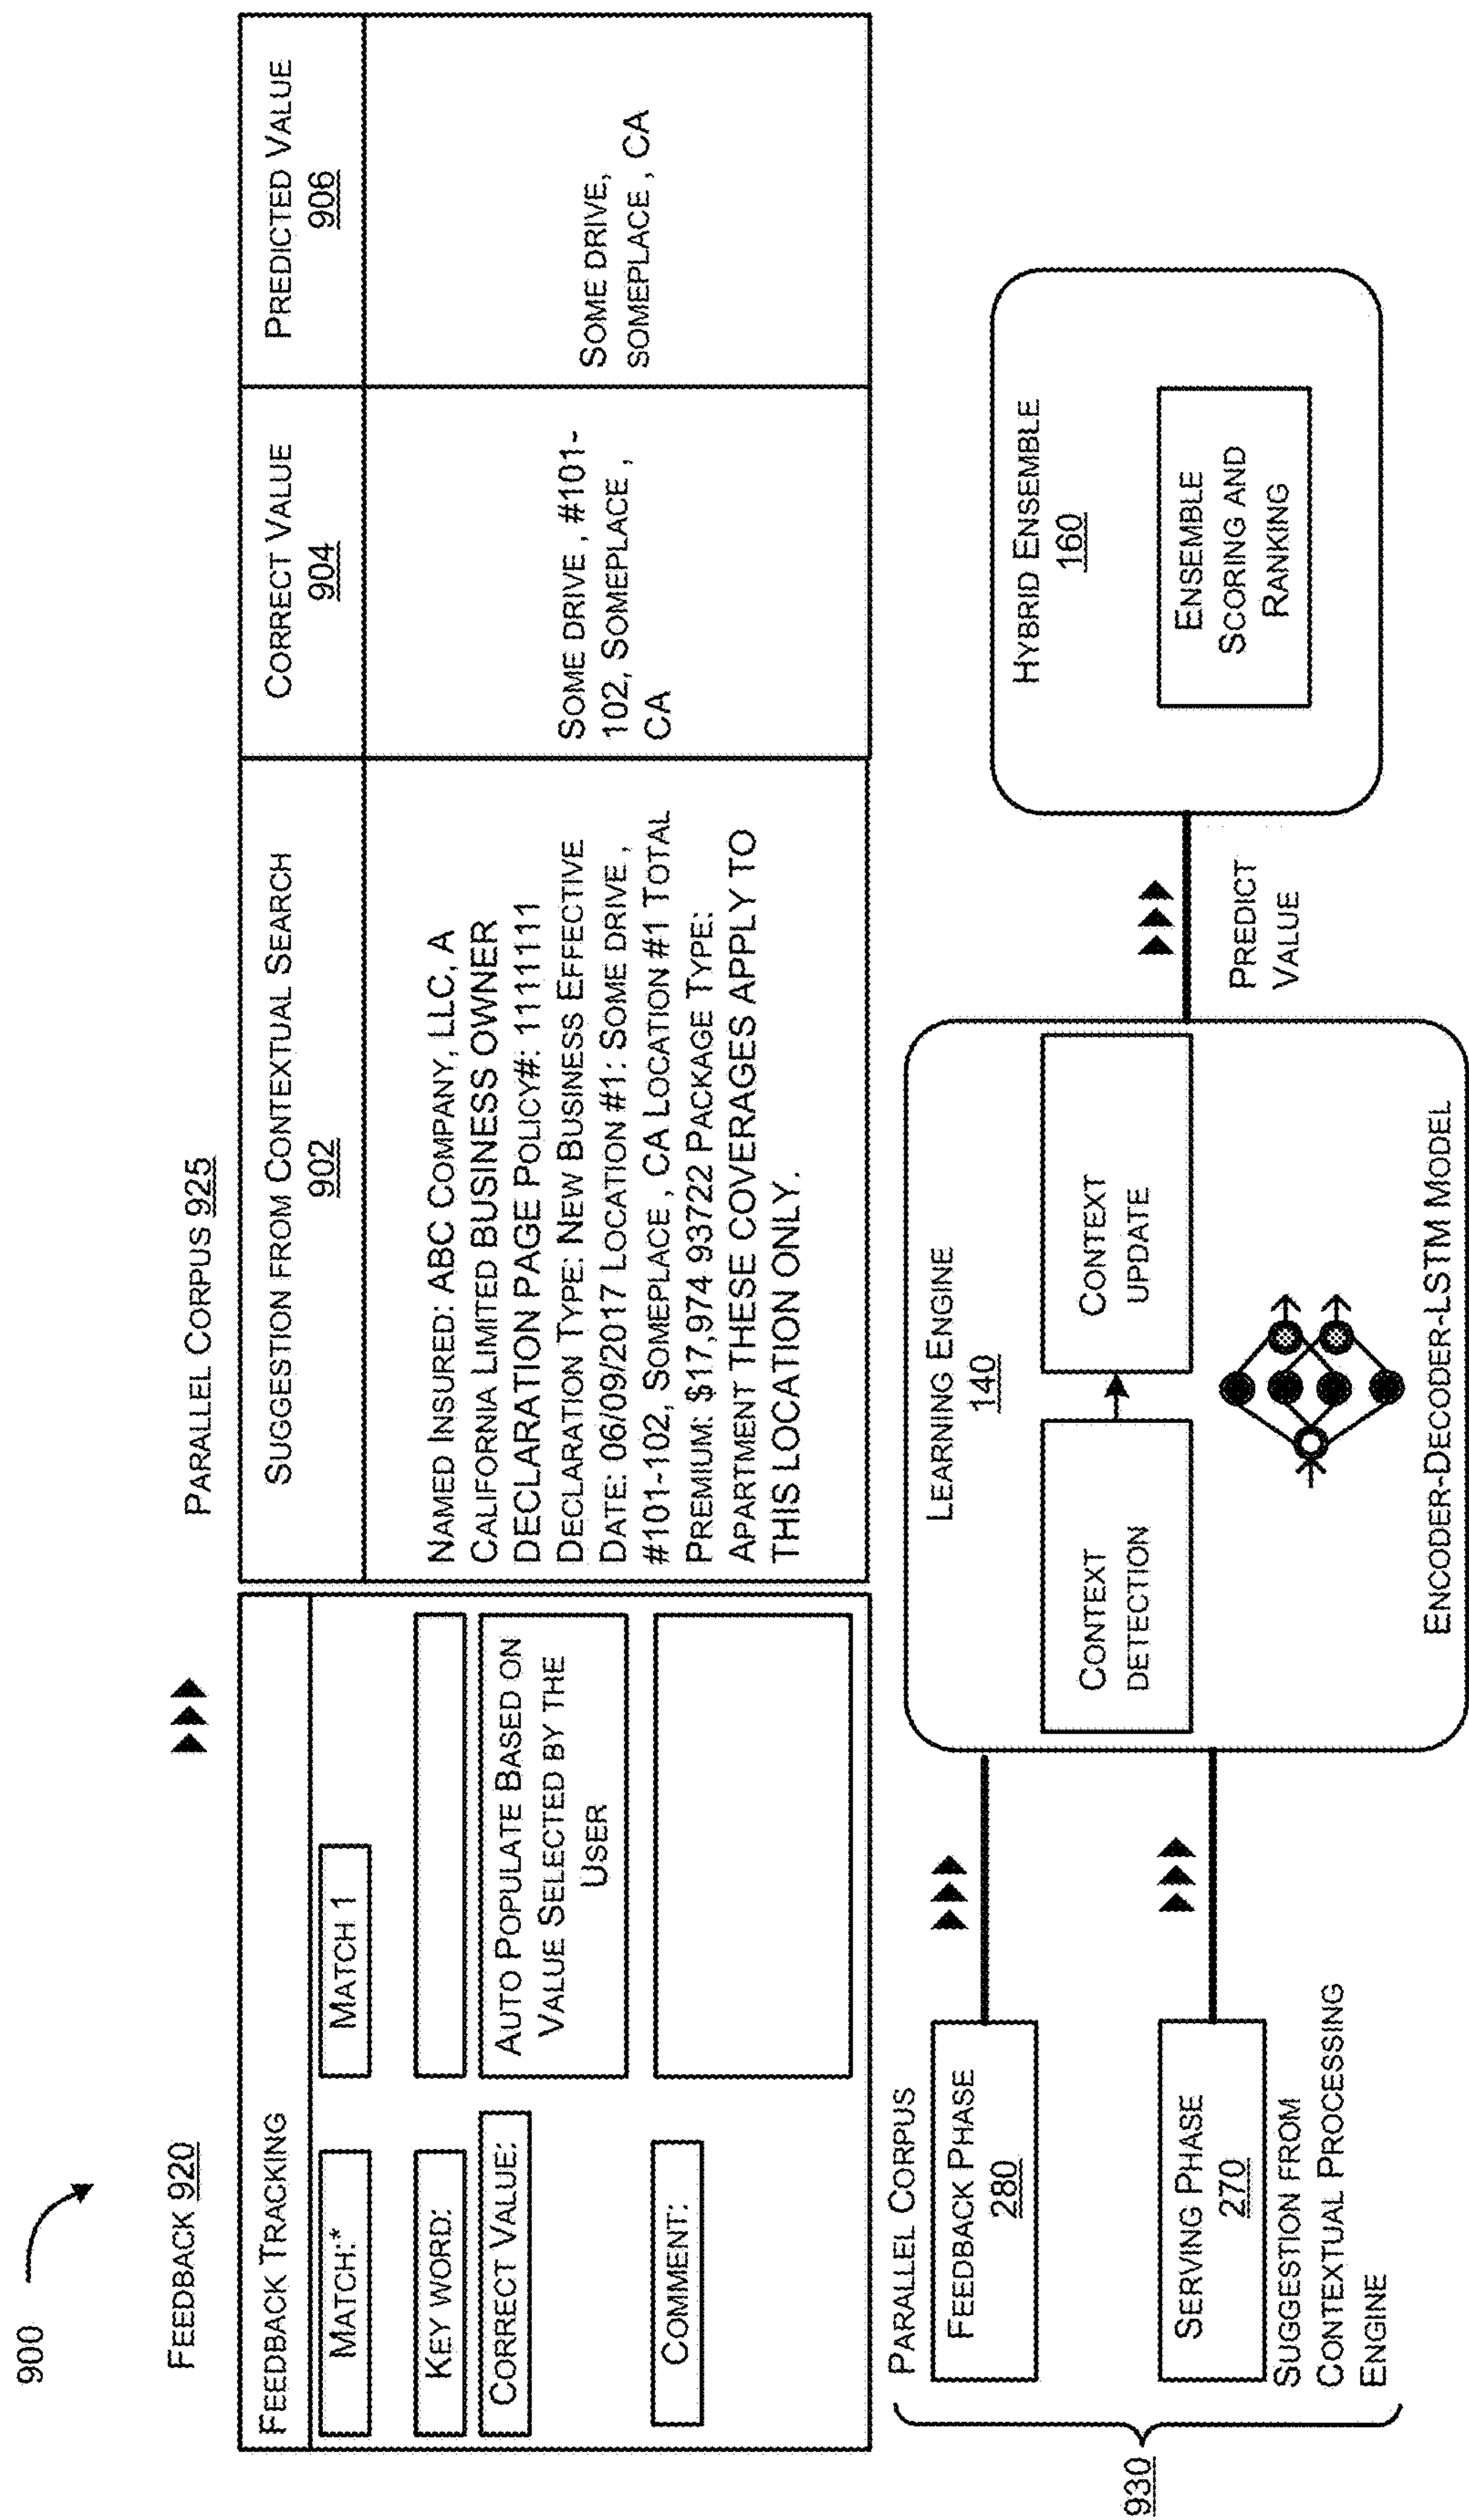 900
FEEDBACK 920
PARALLEL CORPUS 925
FEEDBACK TRACKING
MATCH:*
MATCH 1
KEY WORD:
CORRECT VALUE:
AUTO POPULATE BASED ON
VALUE SELECTED BY THE
USER
COMMENT:
SUGGESTION FROM CONTEXTUAL SEARCH
902
CORRECT VALUE
904
PREDICTED VALUE
906
NAMED INSURED: ABC COMPANY, LLC, A
CALIFORNIA LIMITED BUSINESS OWNER
DECLARATION PAGE POLICY#: 1111111
DECLARATION TYPE: NEW BUSINESS EFFECTIVE
DATE: 06/09/2017 LOCATION #1: SOME DRIVE ,
#101-102, SOMEPLACE , CA LOCATION #1 TOTAL
PREMIUM: $17,974 93722 PACKAGE TYPE:
APARTMENT THESE COVERAGES APPLY TO
THIS LOCATION ONLY.
SOME DRIVE , #101-
102, SOMEPLACE ,
CA
SOME DRIVE,
SOMEPLACE , CA
930
PARALLEL CORPUS
FEEDBACK PHASE
280
SERVING PHASE
270
SUGGESTION FROM
CONTEXTUAL PROCESSING
ENGINE
LEARNING ENGINE
140
CONTEXT
DETECTION
CONTEXT
UPDATE
ENCODER-DECODER-LSTM MODEL
PREDICT
VALUE
HYBRID ENSEMBLE
160
ENSEMBLE
SCORING AND
RANKING